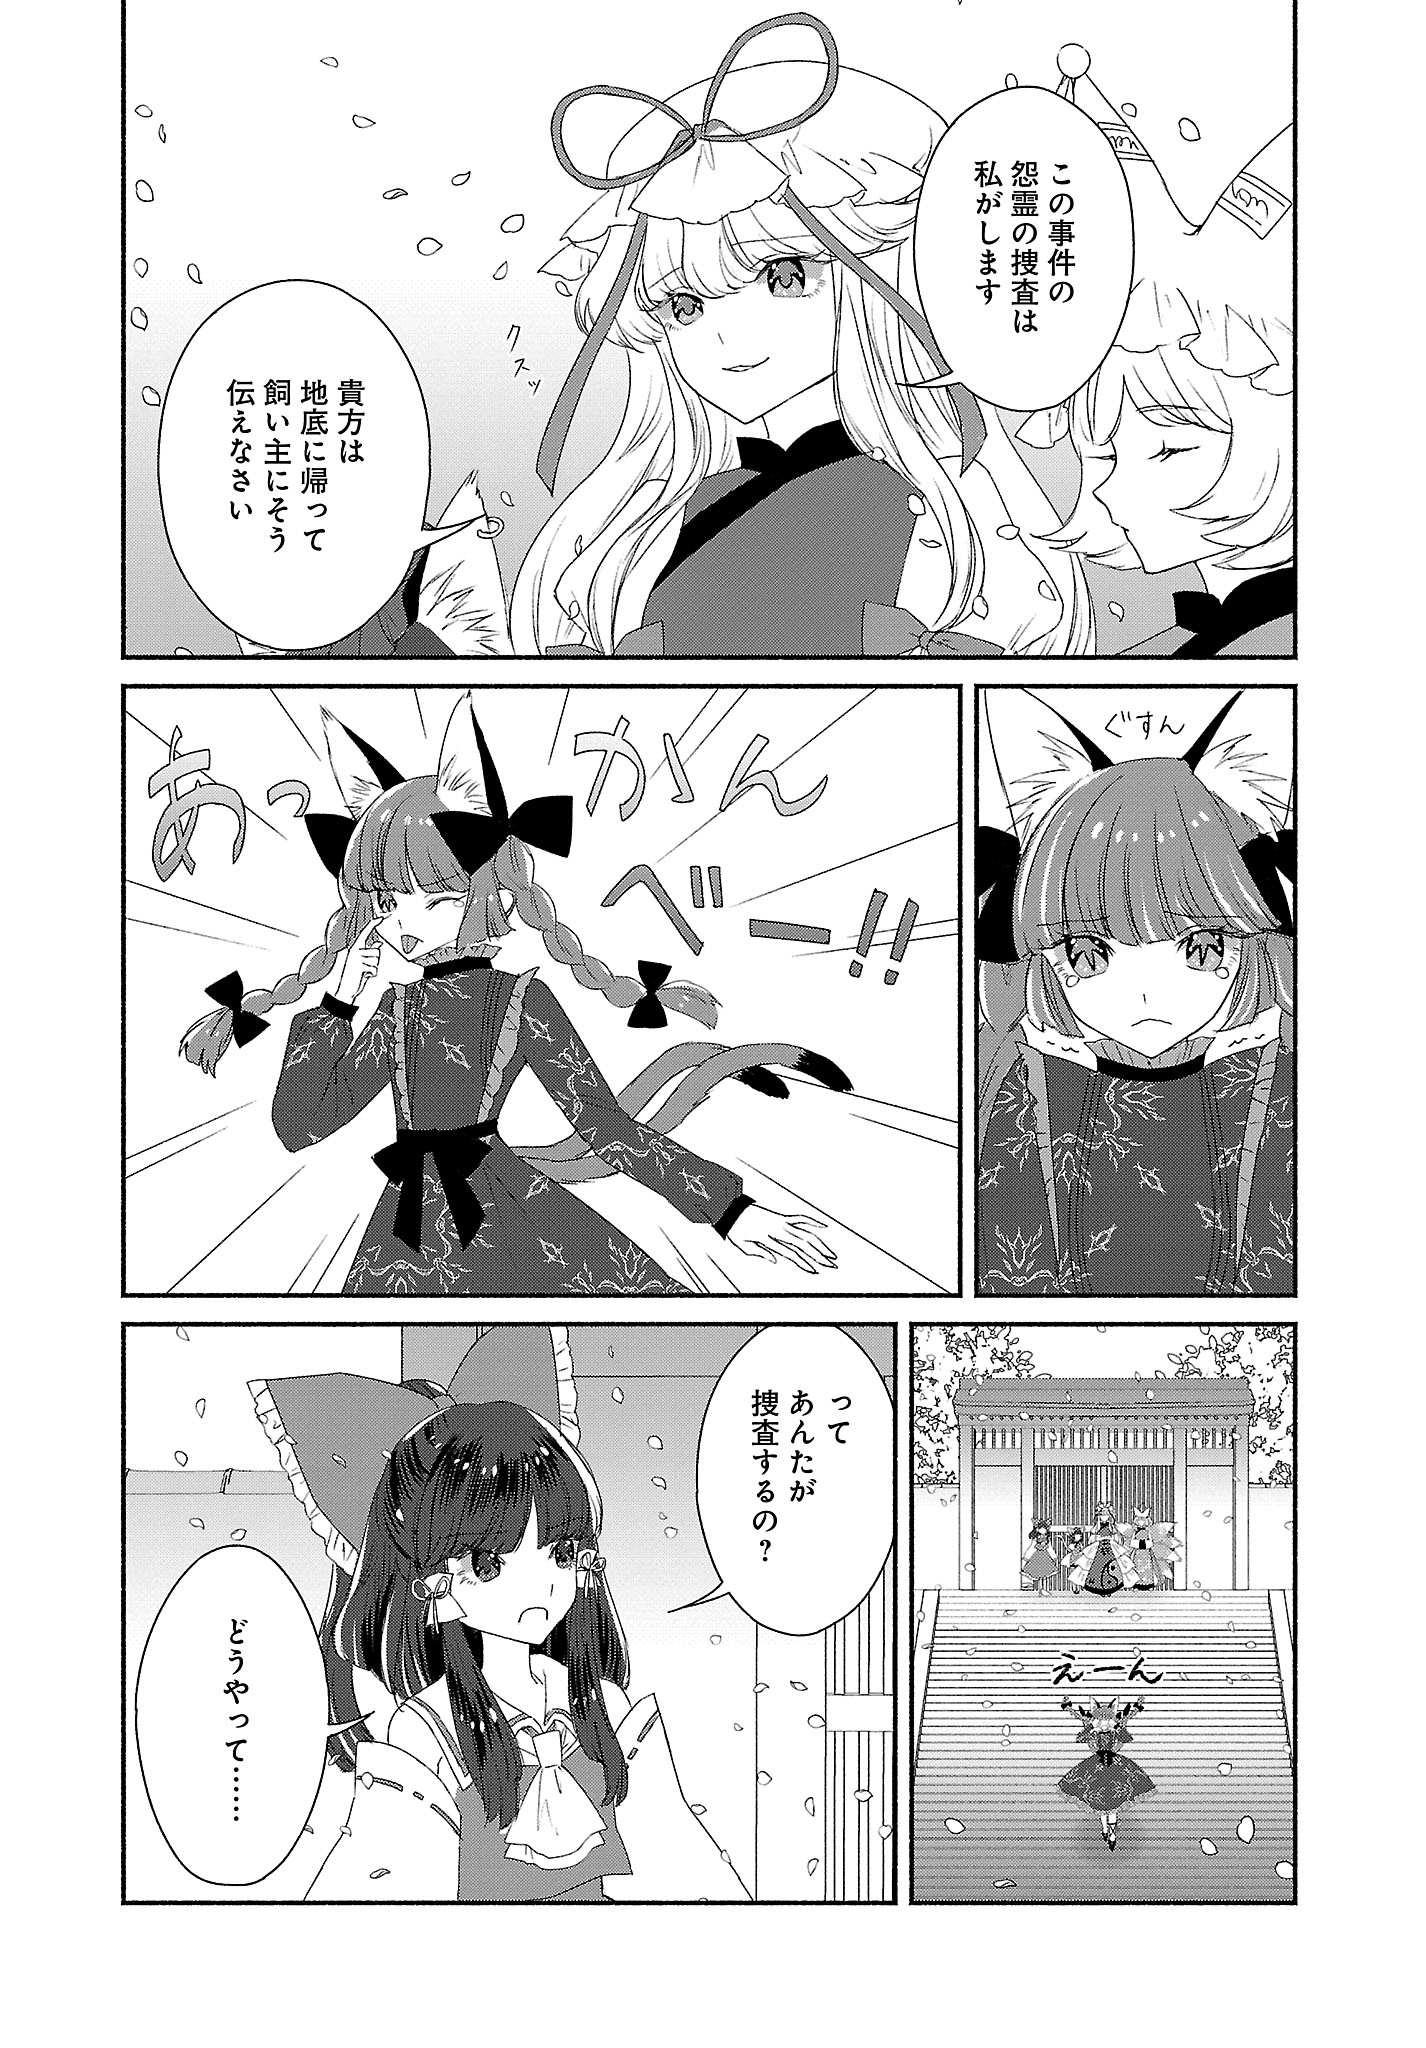 この事件の
怨霊の捜査は
私がします
クスッ
貴方は
地底に帰って
飼い主にそう
伝えなさい
ぐすん
あっ
かん
べー!!
えーん
って
あんたが
捜査するの？
どうやって……